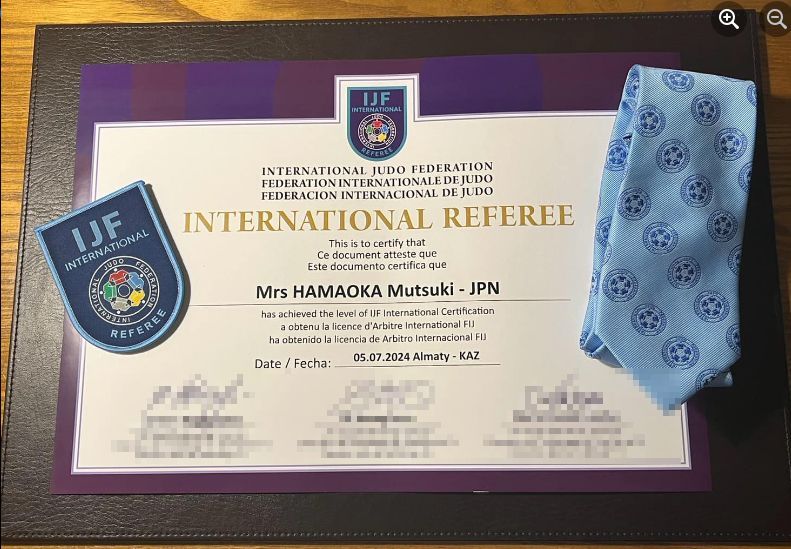 IJF
INTERNATIONAL
REFEREE
INTERNATIONAL JUDO FEDERATION
FEDERATION INTERNATIONALE DE JUDO
FEDERACION INTERNACIONAL DE JUDO
INTERNATIONAL REFEREE
This is to certify that
Ce document atteste que
Este documento certifica que
Mrs HAMAOKA Mutsuki - JPN
has achieved the level of IJF International Certification
a obtenu la licence d'Arbitre International FIJ
ha obtenido la licencia de Arbitro Internacional FIJ
Date / Fecha: 05.07.2024 Almaty - KAZ
IJF
INTERNATIONAL
INTERNATIONAL JUDO FEDERATION
REFEREE